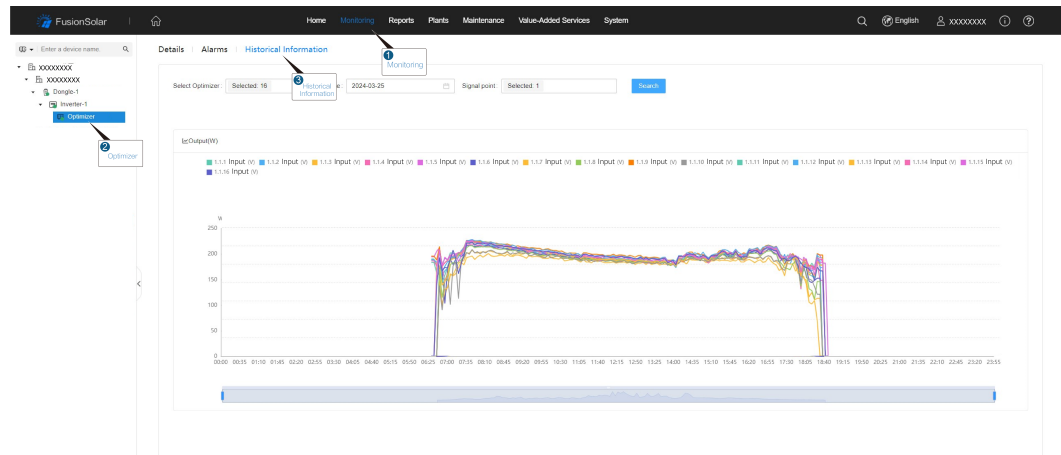 FusionSolar
Home Monitoring Reports Plants Maintenance Value-Added Services System
English
xxxxxxxx
Enter a device name.
XXXXXXXX
XXXXXXXX
Dongle-1
Inverter-1
Optimizer
2
Optimizer
Details Alarms Historical Information
1
Monitoring
Select Optimizer : Selected: 16
3
Historical
Information
e : 2024-03-25
Signal point : Selected: 1
Search
Output(W)
1.1.1 Input (V) 1.1.2 Input (V) 1.1.3 Input (V) 1.1.4 Input (V) 1.1.5 Input (V) 1.1.6 Input (V) 1.1.7 Input (V) 1.1.8 Input (V) 1.1.9 Input (V) 1.1.10 Input (V) 1.1.11 Input (V) 1.1.12 Input (V) 1.1.13 Input (V) 1.1.14 Input (V) 1.1.15 Input (V)
1.1.16 Input (V)
250
200
150
100
50
0
00:00 00:35 01:10 01:45 02:20 02:55 03:30 04:05 04:40 05:15 05:50 06:25 07:00 07:35 08:10 08:45 09:20 09:55 10:30 11:05 11:40 12:15 12:50 13:25 14:00 14:35 15:10 15:45 16:20 16:55 17:30 18:05 18:40 19:15 19:50 20:25 21:00 21:35 22:10 22:45 23:20 23:55